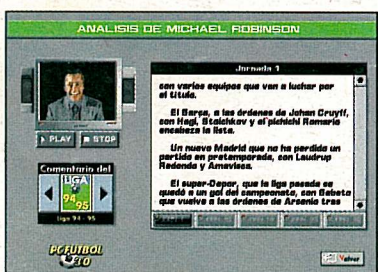 ANALISIS DE MICHAEL ROBINSON
PLAY STOP
Comentario del
LIGA
94
95
Liga 94 - 95
PCFUTBOL
3.0
Jornada 1
con varios equipos que van a luchar por
el título.
El Barça, a las órdenes de Johan Cruyff,
con Hagi, Stoichkov y el pichichi Romario
encabeza la lista.
Un nuevo Madrid que no ha perdido un
partido en pretemporada, con Laudrup
Redondo y Amavisca.
El super-Depor, que la liga pasada se
quedó a un gol del campeonato, con Bebeto
que vuelve a las órdenes de Arsenio tras
Volver